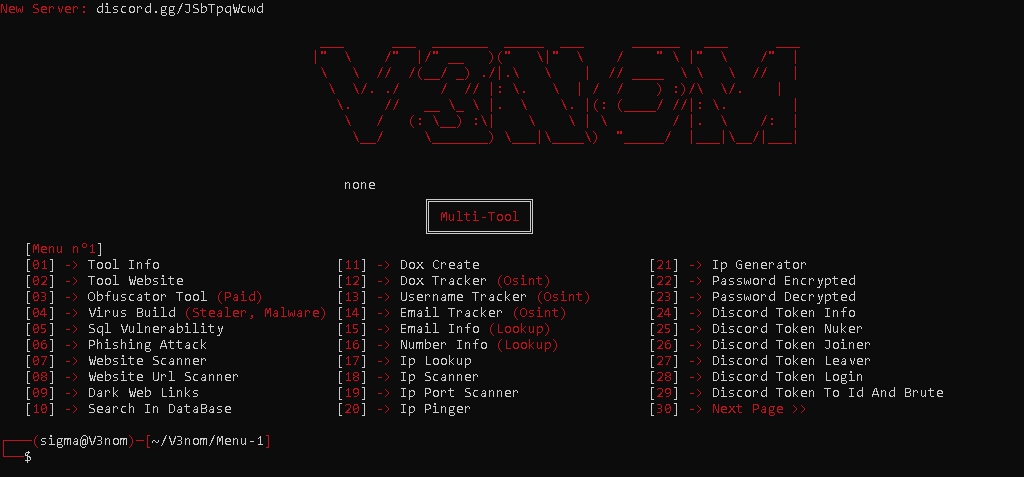 New Server: discord.gg/JSbTpqWcwd
V3N0M
none
Multi-Tool
[Menu n°1]
[01] -> Tool Info [11] -> Dox Create [21] -> Ip Generator
[02] -> Tool Website [12] -> Dox Tracker (Osint) [22] -> Password Encrypted
[03] -> Obfuscator Tool (Paid) [13] -> Username Tracker (Osint) [23] -> Password Decrypted
[04] -> Virus Build (Stealer, Malware) [14] -> Email Tracker (Osint) [24] -> Discord Token Info
[05] -> Sql Vulnerability [15] -> Email Info (Lookup) [25] -> Discord Token Nuker
[06] -> Phishing Attack [16] -> Number Info (Lookup) [26] -> Discord Token Joiner
[07] -> Website Scanner [17] -> Ip Lookup [27] -> Discord Token Leaver
[08] -> Website Url Scanner [18] -> Ip Scanner [28] -> Discord Token Login
[09] -> Dark Web Links [19] -> Ip Port Scanner [29] -> Discord Token To Id And Brute
[10] -> Search In DataBase [20] -> Ip Pinger [30] -> Next Page >>
(sigma@V3nom)-[~/V3nom/Menu-1]
$